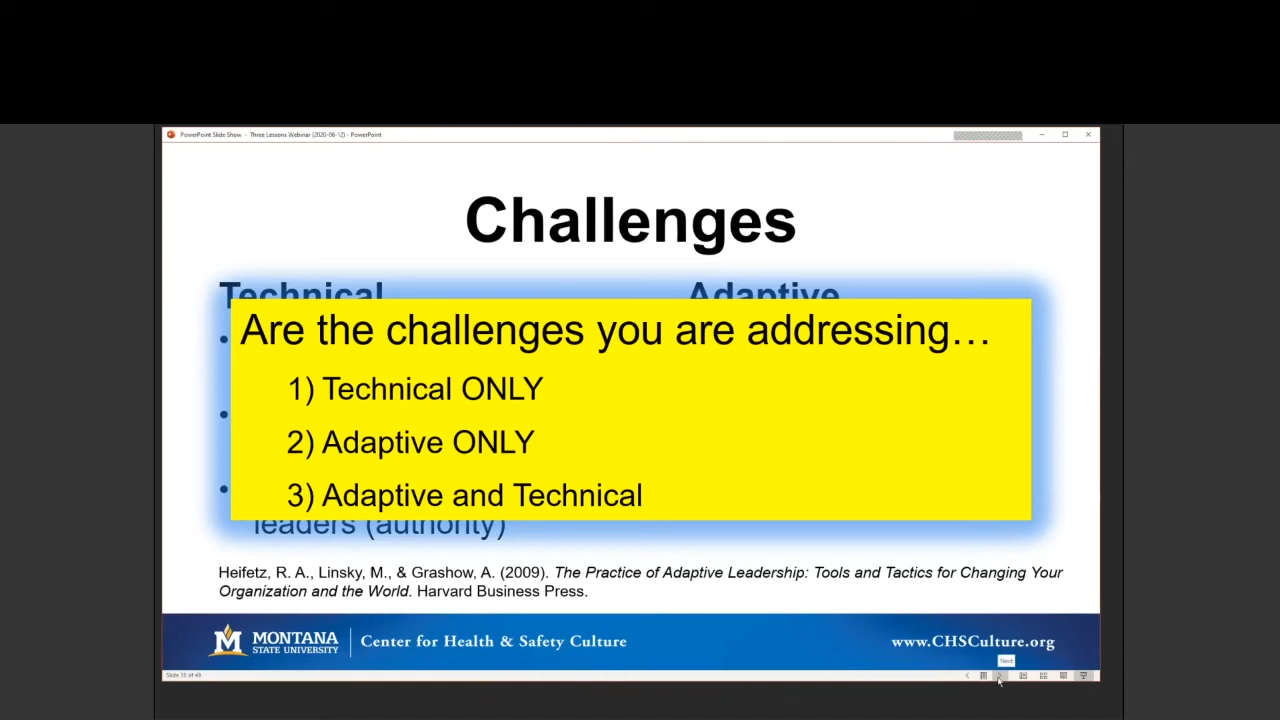 PowerPoint Slide Show - Three Lessons Webinar (2020-06-12) - PowerPoint
Challenges
Technical
Adaptive
Are the challenges you are addressing…
1) Technical ONLY
2) Adaptive ONLY
3) Adaptive and Technical
leaders (authority)
Heifetz, R. A., Linsky, M., & Grashow, A. (2009). The Practice of Adaptive Leadership: Tools and Tactics for Changing Your
Organization and the World. Harvard Business Press.
M MONTANA
STATE UNIVERSITY
Center for Health & Safety Culture
www.CHSCulture.org
Next
Slide 35 of 49